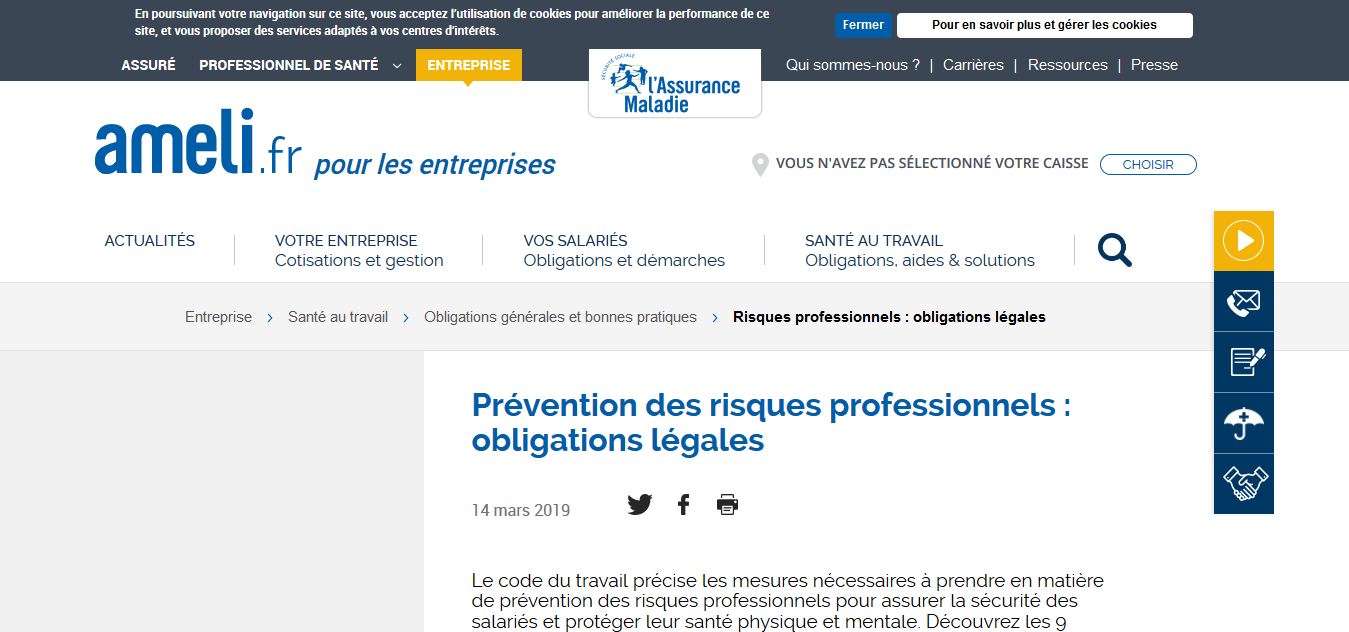 En poursuivant votre navigation sur ce site, vous acceptez l'utilisation de cookies pour améliorer la performance de ce
site, et vous proposer des services adaptés à vos centres d'intérêts.
Fermer
Pour en savoir plus et gérer les cookies
ASSURÉ
PROFESSIONNEL DE SANTÉ
ENTREPRISE
SÉCURITÉ SOCIALE
l'Assurance
Maladie
Qui sommes-nous ? | Carrières | Ressources | Presse
ameli.fr pour les entreprises
VOUS N'AVEZ PAS SÉLECTIONNÉ VOTRE CAISSE
CHOISIR
ACTUALITÉS
VOTRE ENTREPRISE
Cotisations et gestion
VOS SALARIÉS
Obligations et démarches
SANTÉ AU TRAVAIL
Obligations, aides & solutions
Entreprise > Santé au travail > Obligations générales et bonnes pratiques > Risques professionnels : obligations légales
Prévention des risques professionnels :
obligations légales
14 mars 2019
Le code du travail précise les mesures nécessaires à prendre en matière
de prévention des risques professionnels pour assurer la sécurité des
salariés et protéger leur santé physique et mentale. Découvrez les 9